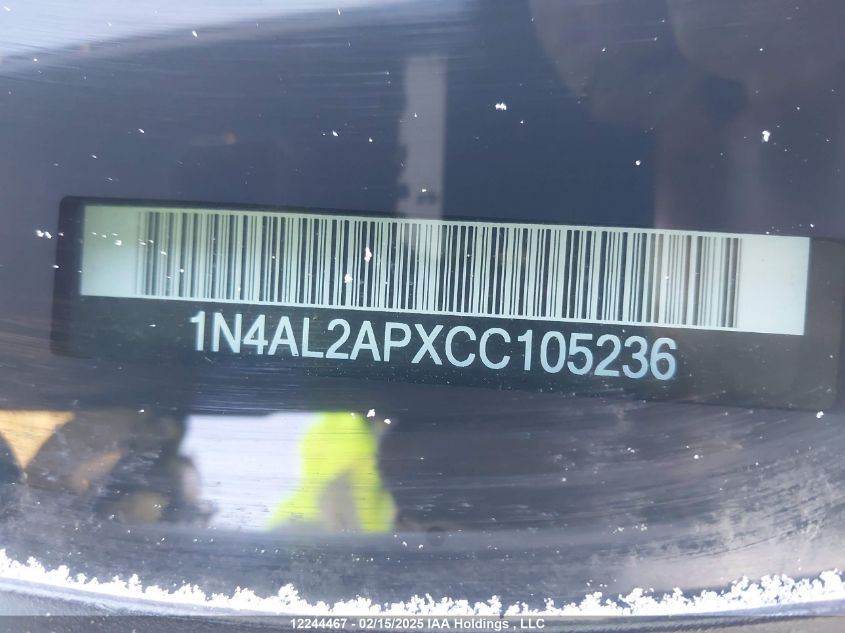 1N4AL2APXCC105236
12244467 - 02/15/2025 IAA Holdings , LLC